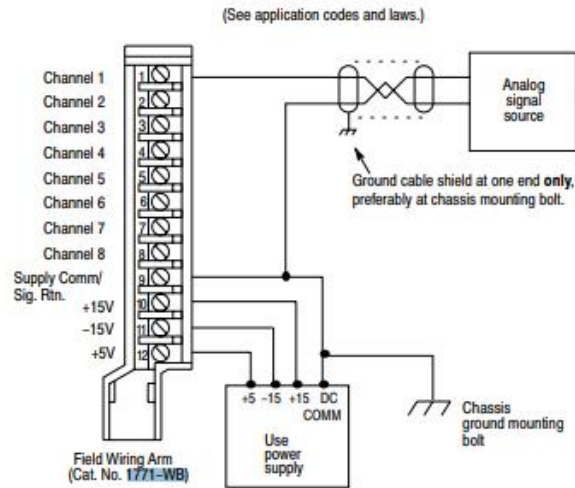 (See application codes and laws.)
Channel 1
1
Channel 2
2
Channel 3
3
Channel 4
4
Channel 5
5
Channel 6
6
Channel 7
7
Channel 8
8
Supply Comm/
Sig. Rtn.
9
+15V
10
–15V
11
+5V
12
Analog
signal
source
Ground cable shield at one end only,
preferably at chassis mounting bolt.
+5 –15 +15 DC
COMM
Use
power
supply
Chassis
ground mounting
bolt
Field Wiring Arm
(Cat. No. 1771–WB)